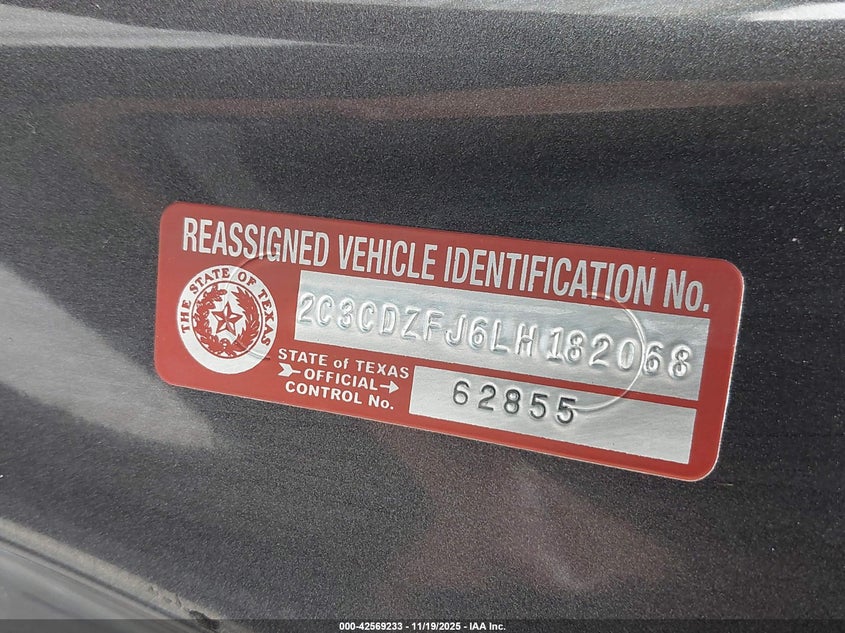 REASSIGNED VEHICLE IDENTIFICATION No.
THE STATE OF TEXAS
2C3CDZFJ6LH182068
STATE of TEXAS
OFFICIAL
CONTROL No.
62855
000-42569233 - 11/19/2025 - IAA Inc.